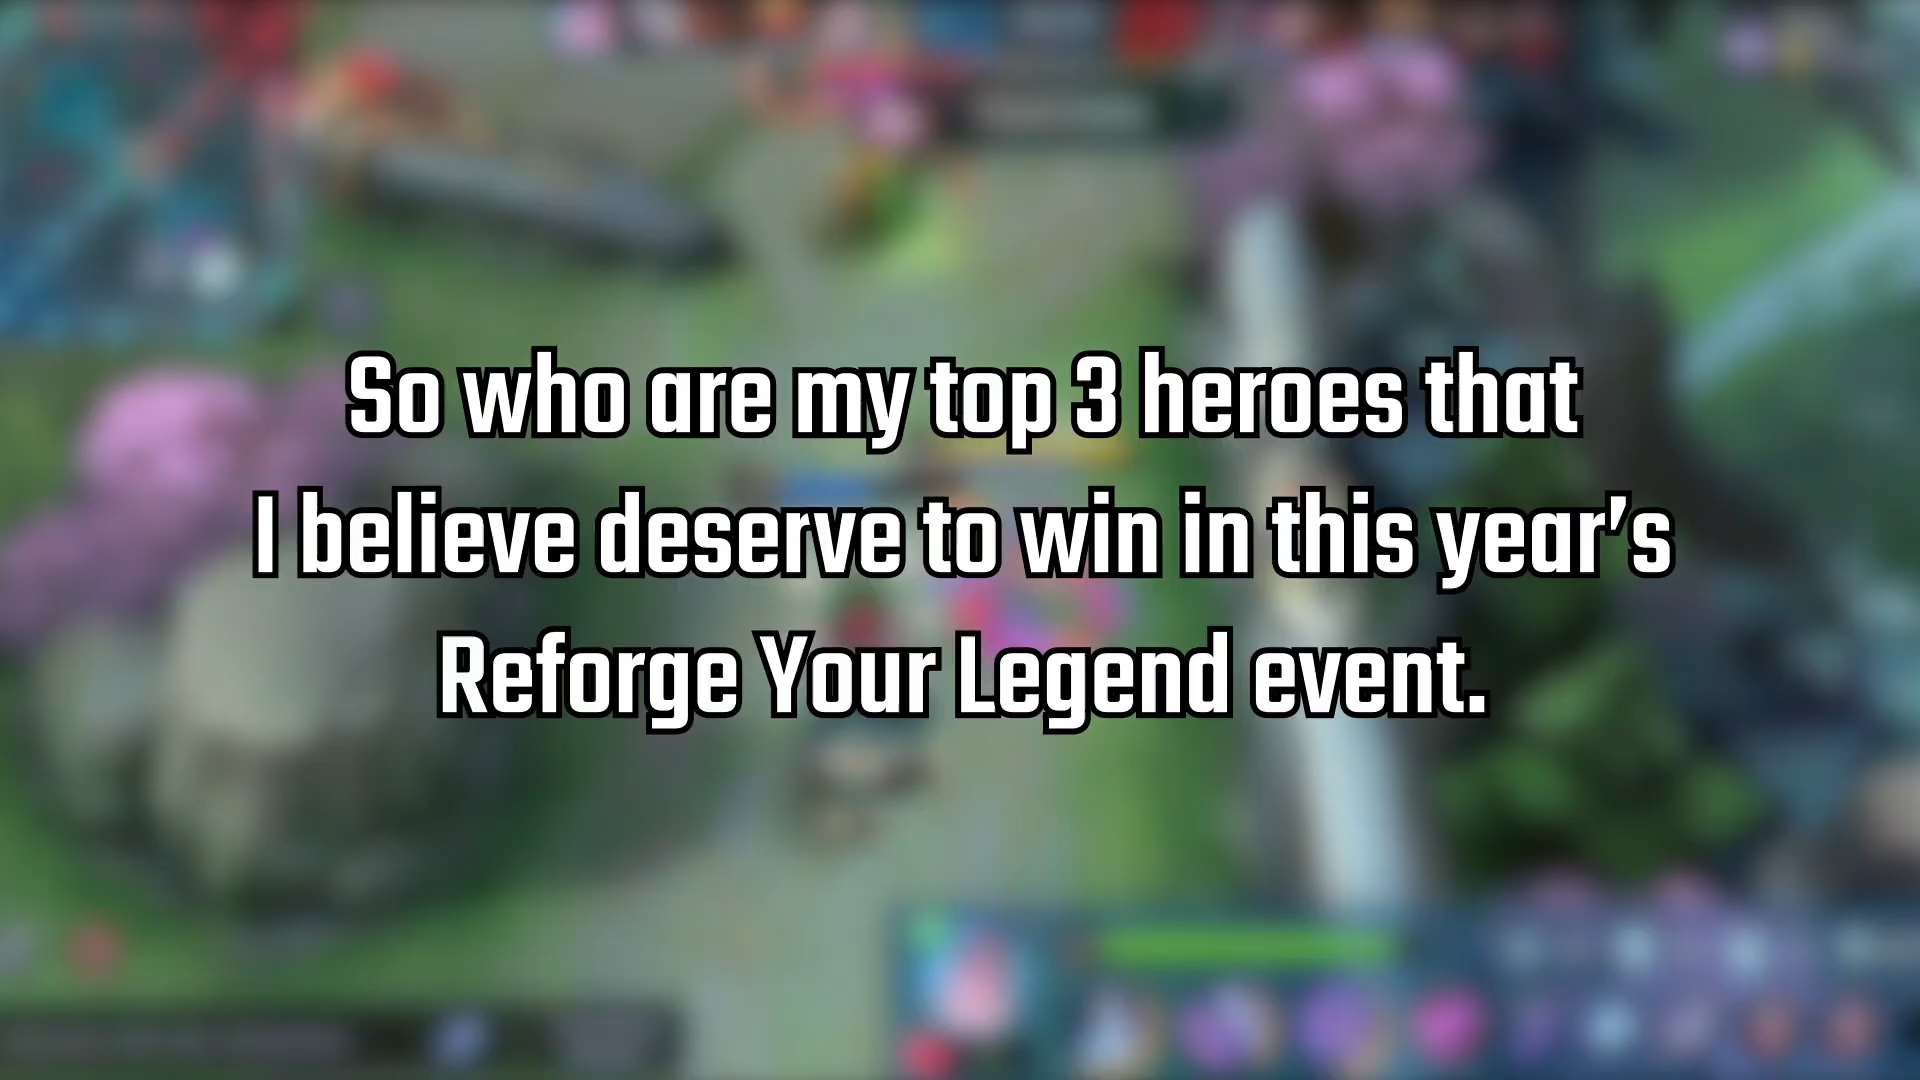 So who are my top 3 heroes that
I believe deserve to win in this year’s
Reforge Your Legend event.